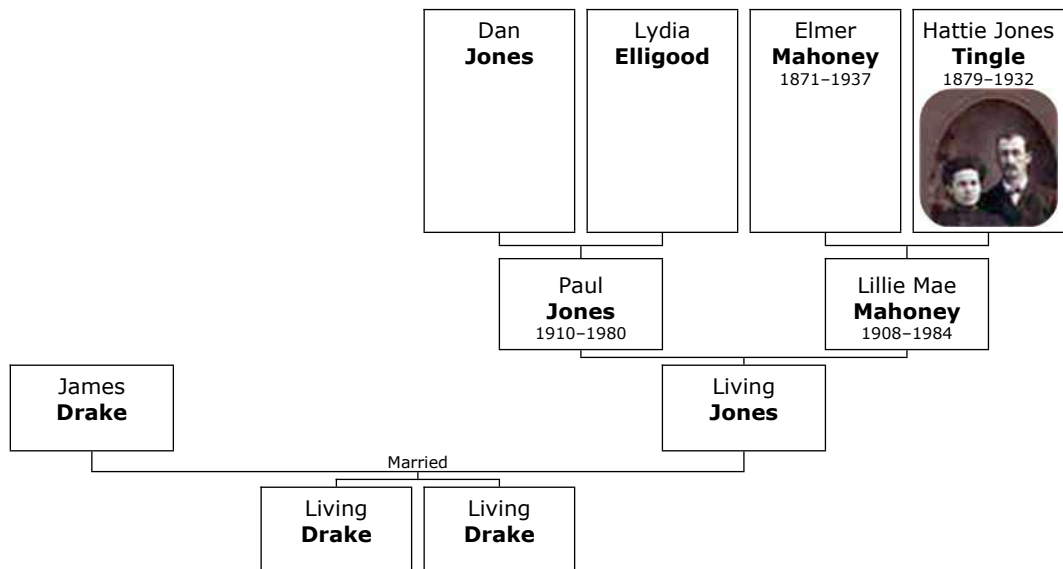 Dan
Jones
Lydia
Elligood
Elmer
Mahoney
1871–1937
Hattie Jones
Tingle
1879–1932
Paul
Jones
1910–1980
Lillie Mae
Mahoney
1908–1984
James
Drake
Living
Jones
Married
Living
Drake
Living
Drake